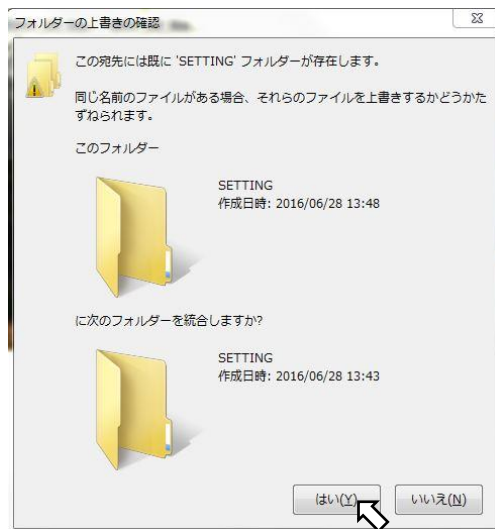 フォルダーの上書きの確認
この宛先には既に 'SETTING' フォルダーが存在します。
同じ名前のファイルがある場合、それらのファイルを上書きするかどうかた
ずねられます。
このフォルダー
SETTING
作成日時: 2016/06/28 13:48
に次のフォルダーを統合しますか?
SETTING
作成日時: 2016/06/28 13:43
はい(Y)
いいえ(N)